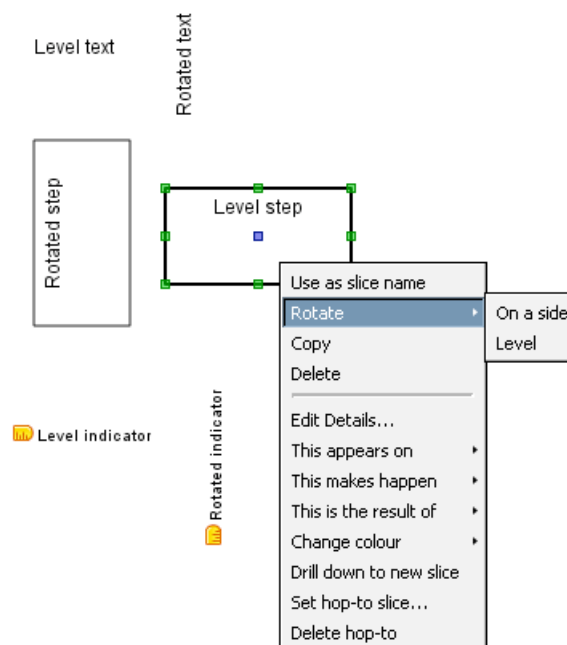 Level text
Rotated text
Rotated step
Level step
Use as slice name
Rotate
On a side
Level
Copy
Delete
Edit Details...
This appears on
This makes happen
This is the result of
Change colour
Drill down to new slice
Set hop-to slice...
Delete hop-to
Level indicator
Rotated indicator